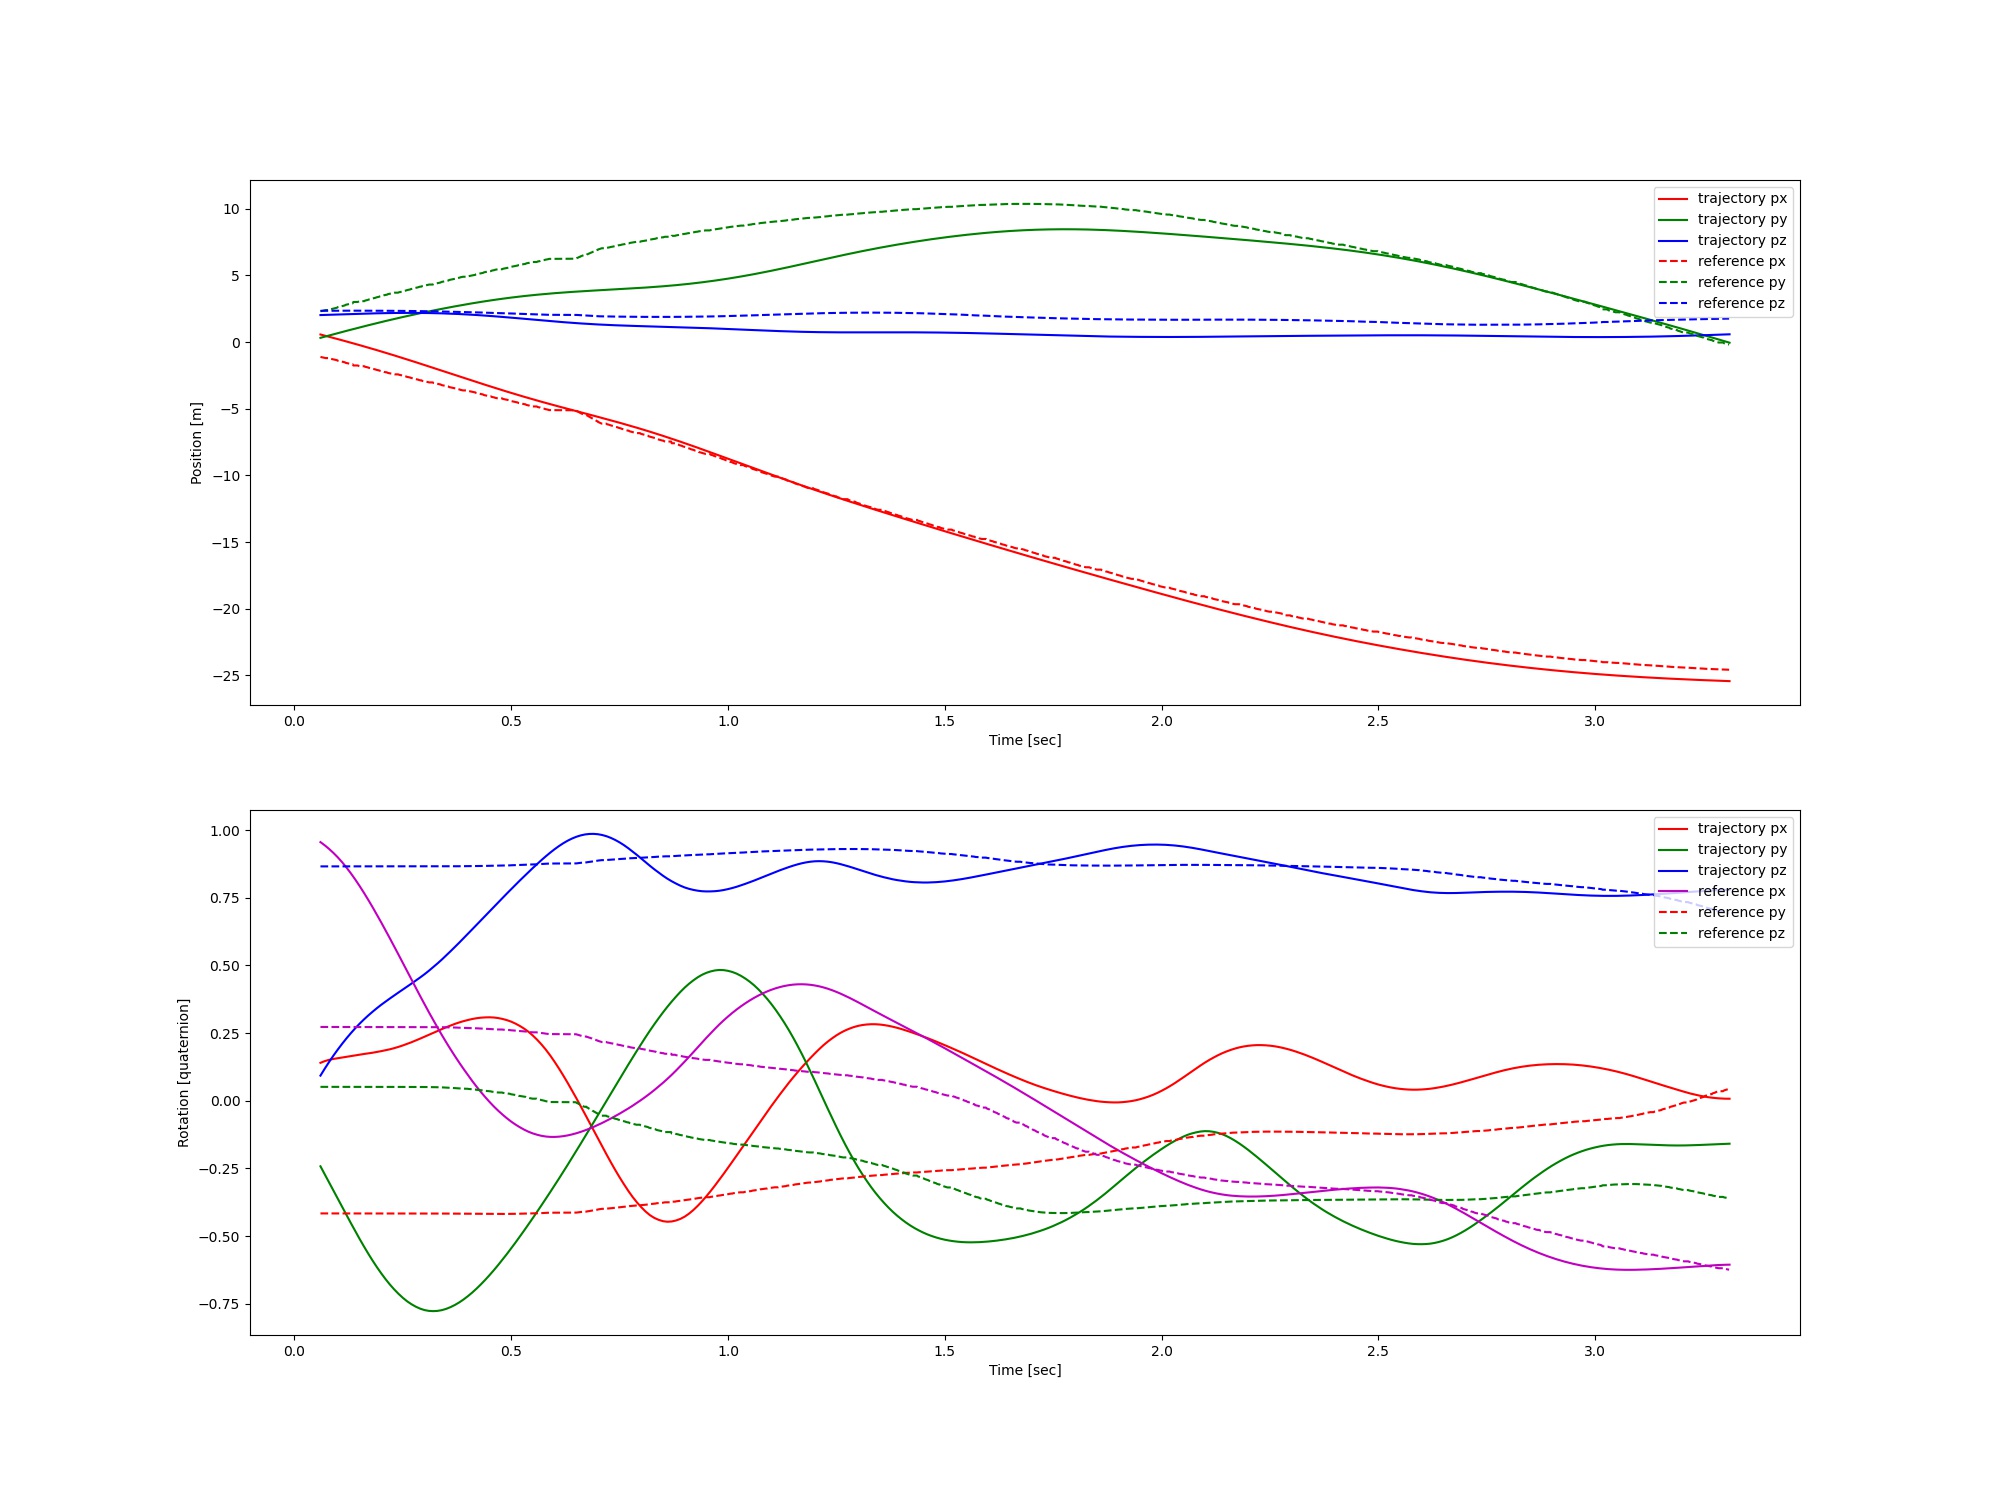 10
5
0
−5
−10
−15
−20
−25
Position [m]
trajectory px
trajectory py
trajectory pz
reference px
reference py
reference pz
0.0 0.5 1.0 1.5 2.0 2.5 3.0
Time [sec]
1.00
0.75
0.50
0.25
0.00
−0.25
−0.50
−0.75
Rotation [quaternion]
trajectory px
trajectory py
trajectory pz
reference px
reference py
reference pz
0.0 0.5 1.0 1.5 2.0 2.5 3.0
Time [sec]